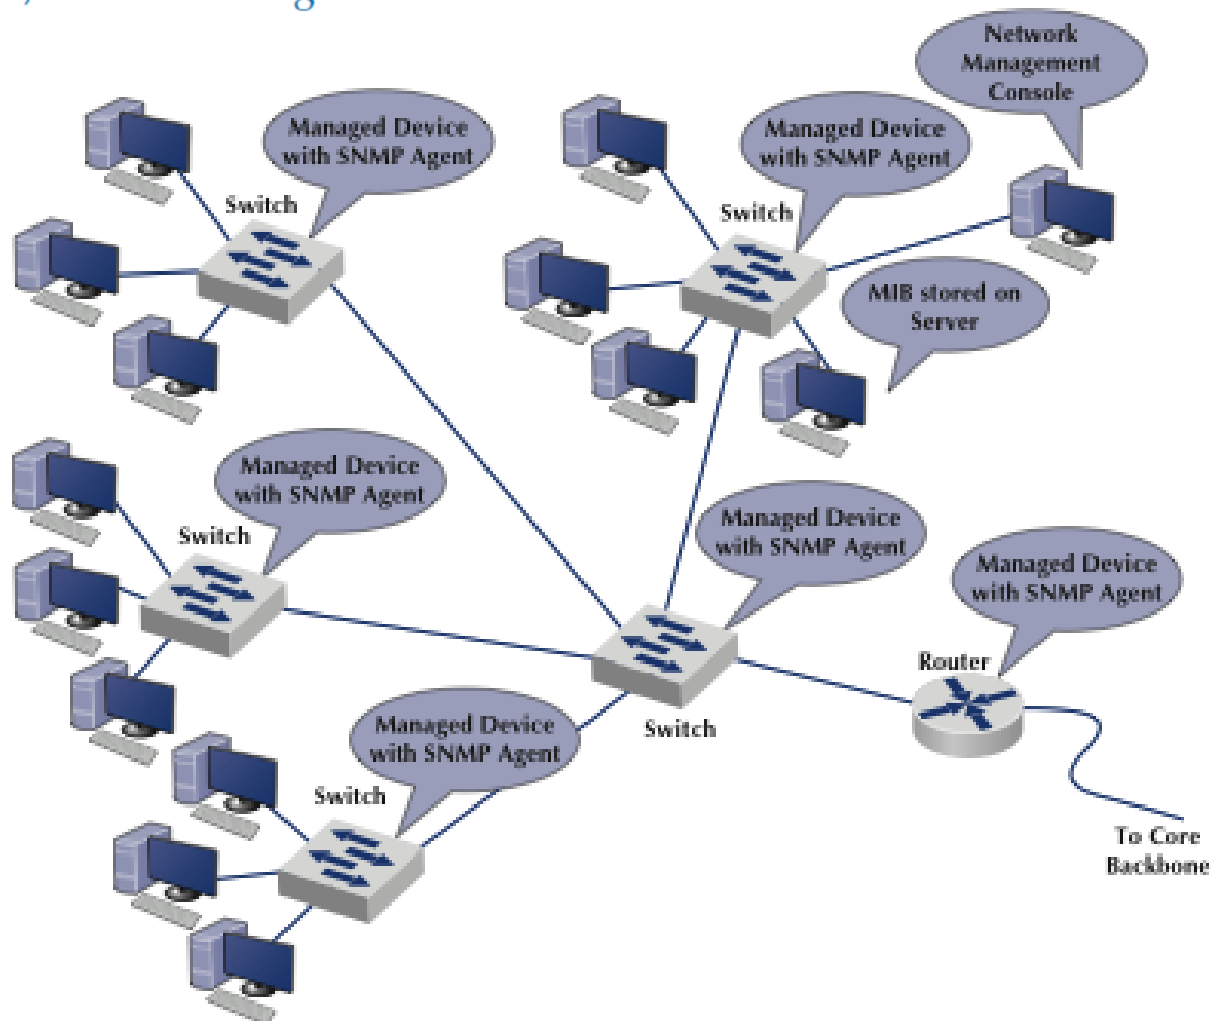 Network
Management
Console
Managed Device
with SNMP Agent
Managed Device
with SNMP Agent
Switch
Switch
MIB stored on
Server
Managed Device
with SNMP Agent
Switch
Managed Device
with SNMP Agent
Managed Device
with SNMP Agent
Router
Managed Device
with SNMP Agent
Switch
Switch
To Core
Backbone